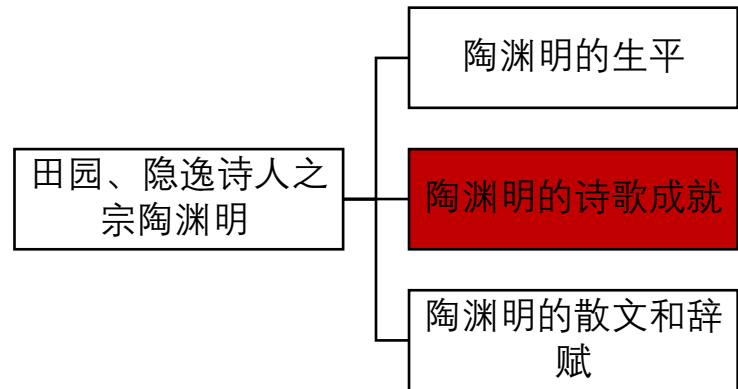 陶渊明的生平
田园、隐逸诗人之
宗陶渊明
陶渊明的诗歌成就
陶渊明的散文和辞
赋